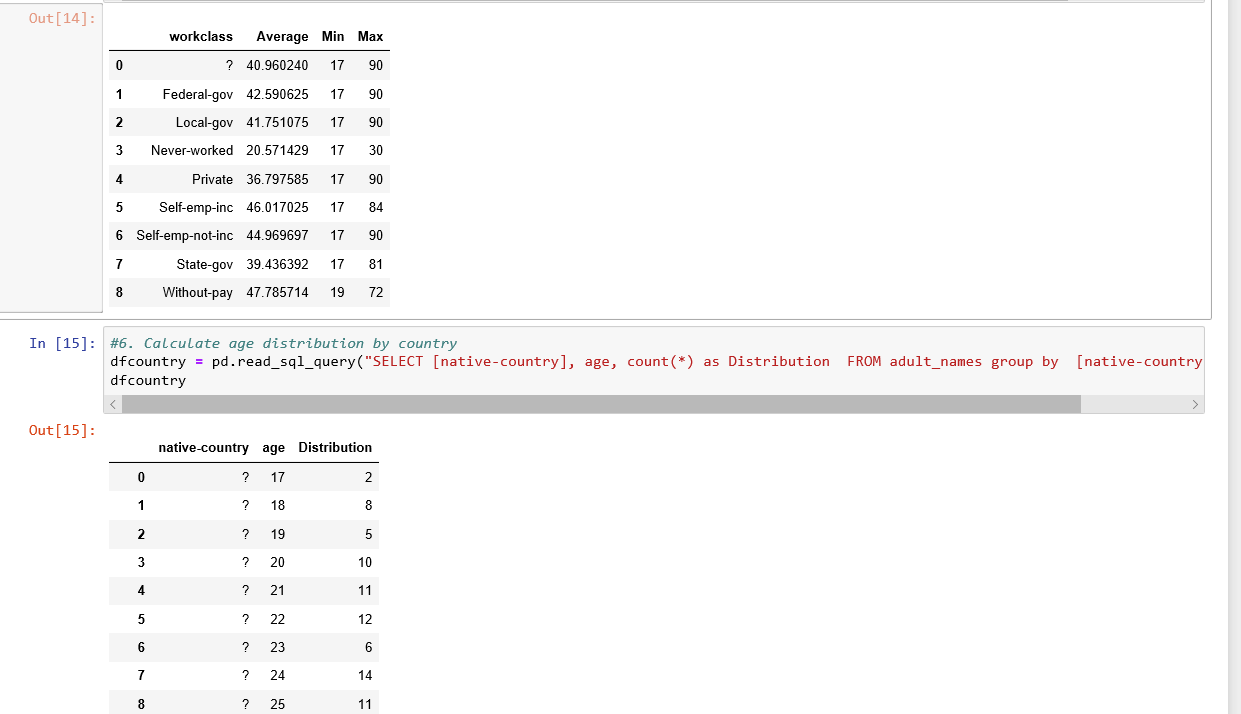 Out[14]:
workclass Average Min Max
0 ? 40.960240 17 90
1 Federal-gov 42.590625 17 90
2 Local-gov 41.751075 17 90
3 Never-worked 20.571429 17 30
4 Private 36.797585 17 90
5 Self-emp-inc 46.017025 17 84
6 Self-emp-not-inc 44.969697 17 90
7 State-gov 39.436392 17 81
8 Without-pay 47.785714 19 72
In [15]: #6. Calculate age distribution by country
dfcountry = pd.read_sql_query("SELECT [native-country], age, count(*) as Distribution  FROM adult_names group by  [native-country
dfcountry
Out[15]:
native-country age Distribution
0 ? 17 2
1 ? 18 8
2 ? 19 5
3 ? 20 10
4 ? 21 11
5 ? 22 12
6 ? 23 6
7 ? 24 14
8 ? 25 11